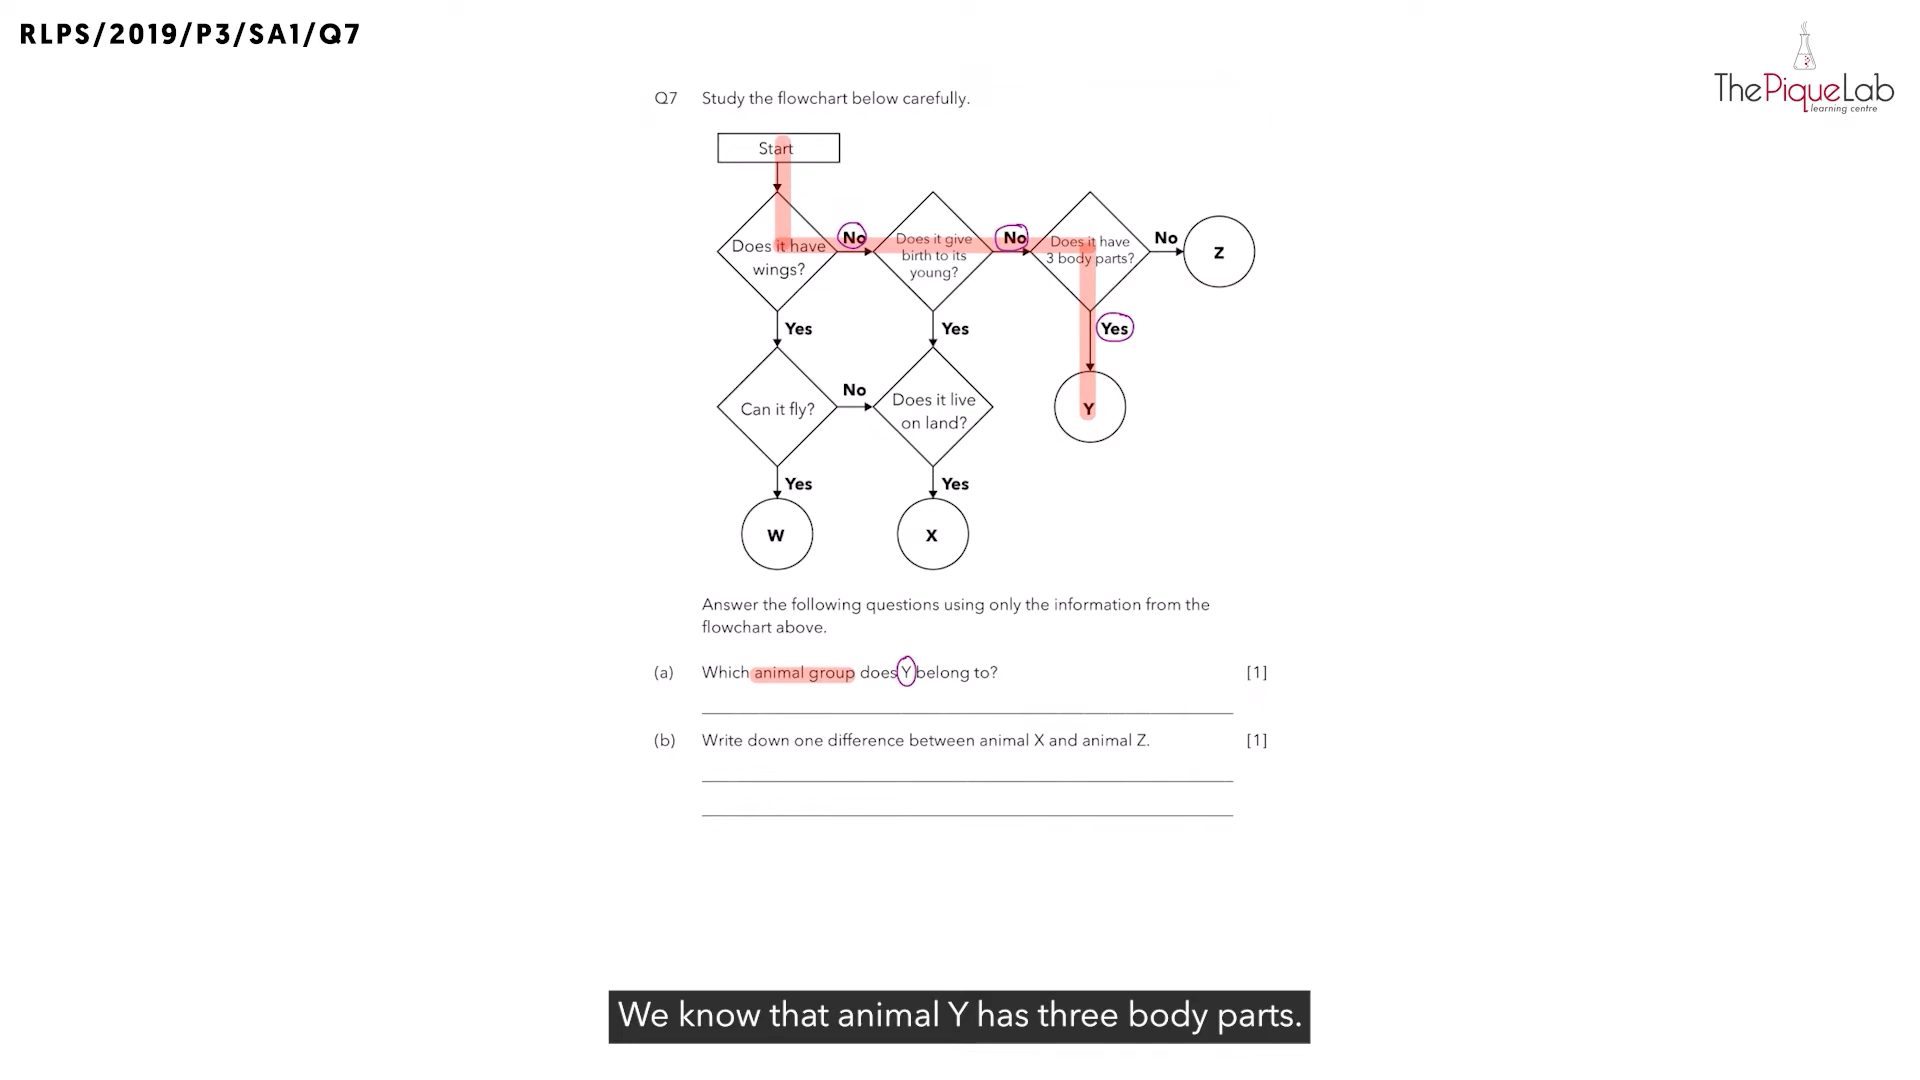 RLPS/2019/P3/SA1/Q7
ThePiqueLab
learning centre
Q7 Study the flowchart below carefully.
Start
Does it have
wings?
No
Does it give
birth to its
young?
No
Does it have
3 body parts?
No
Z
Yes
Yes
Yes
Can it fly?
No
Does it live
on land?
Y
Yes
Yes
W
X
Answer the following questions using only the information from the
flowchart above.
(a) Which animal group does Y belong to? [1]
(b) Write down one difference between animal X and animal Z. [1]
We know that animal Y has three body parts.